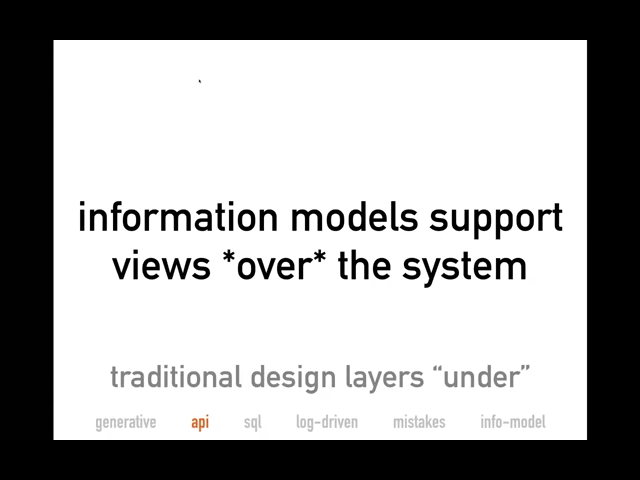 information models support
views *over* the system
traditional design layers “under”
generative api sql log-driven mistakes info-model